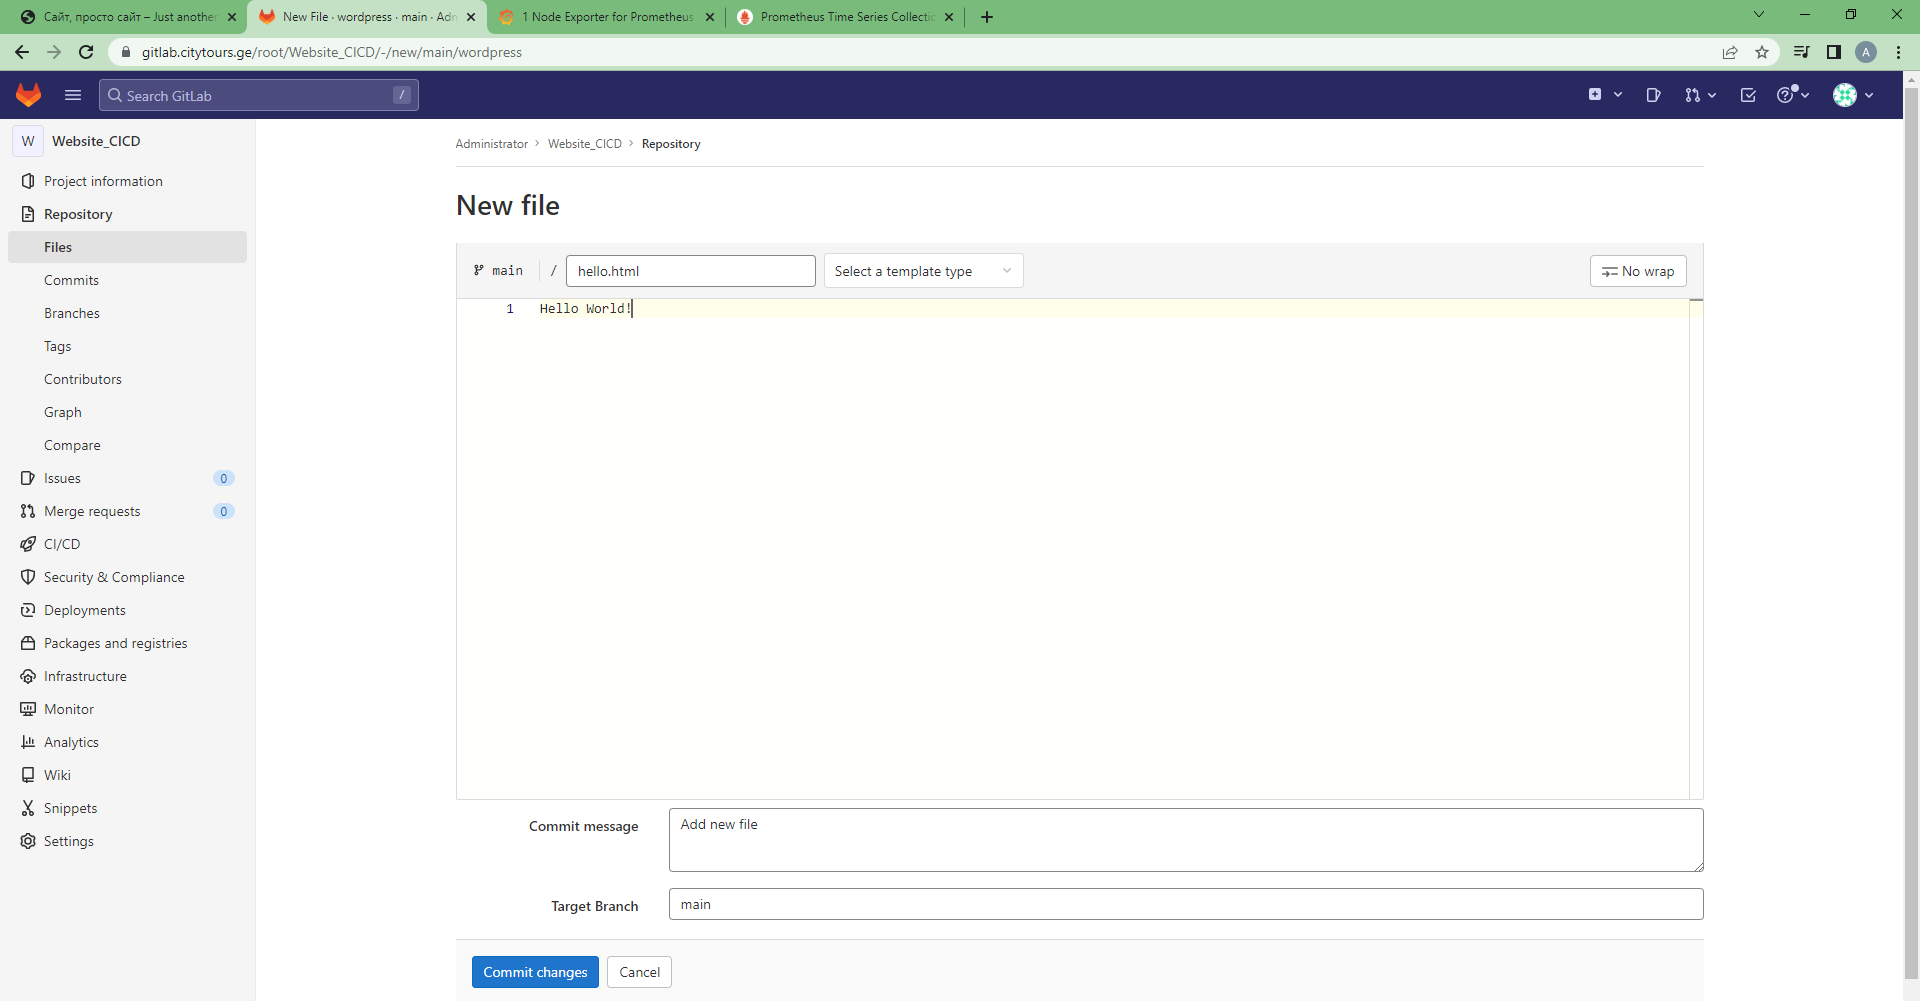 Сайт, просто сайт – Just another
New File · wordpress · main · Adm
1 Node Exporter for Prometheus
Prometheus Time Series Collectio
gitlab.citytours.ge/root/Website_CICD/-/new/main/wordpress
A
Search GitLab
/
W
Website_CICD
Project information
Repository
Files
Commits
Branches
Tags
Contributors
Graph
Compare
Issues 0
Merge requests 0
CI/CD
Security & Compliance
Deployments
Packages and registries
Infrastructure
Monitor
Analytics
Wiki
Snippets
Settings
Administrator > Website_CICD > Repository
New file
main / hello.html Select a template type No wrap
1 Hello World!
Commit message Add new file
Target Branch main
Commit changes Cancel